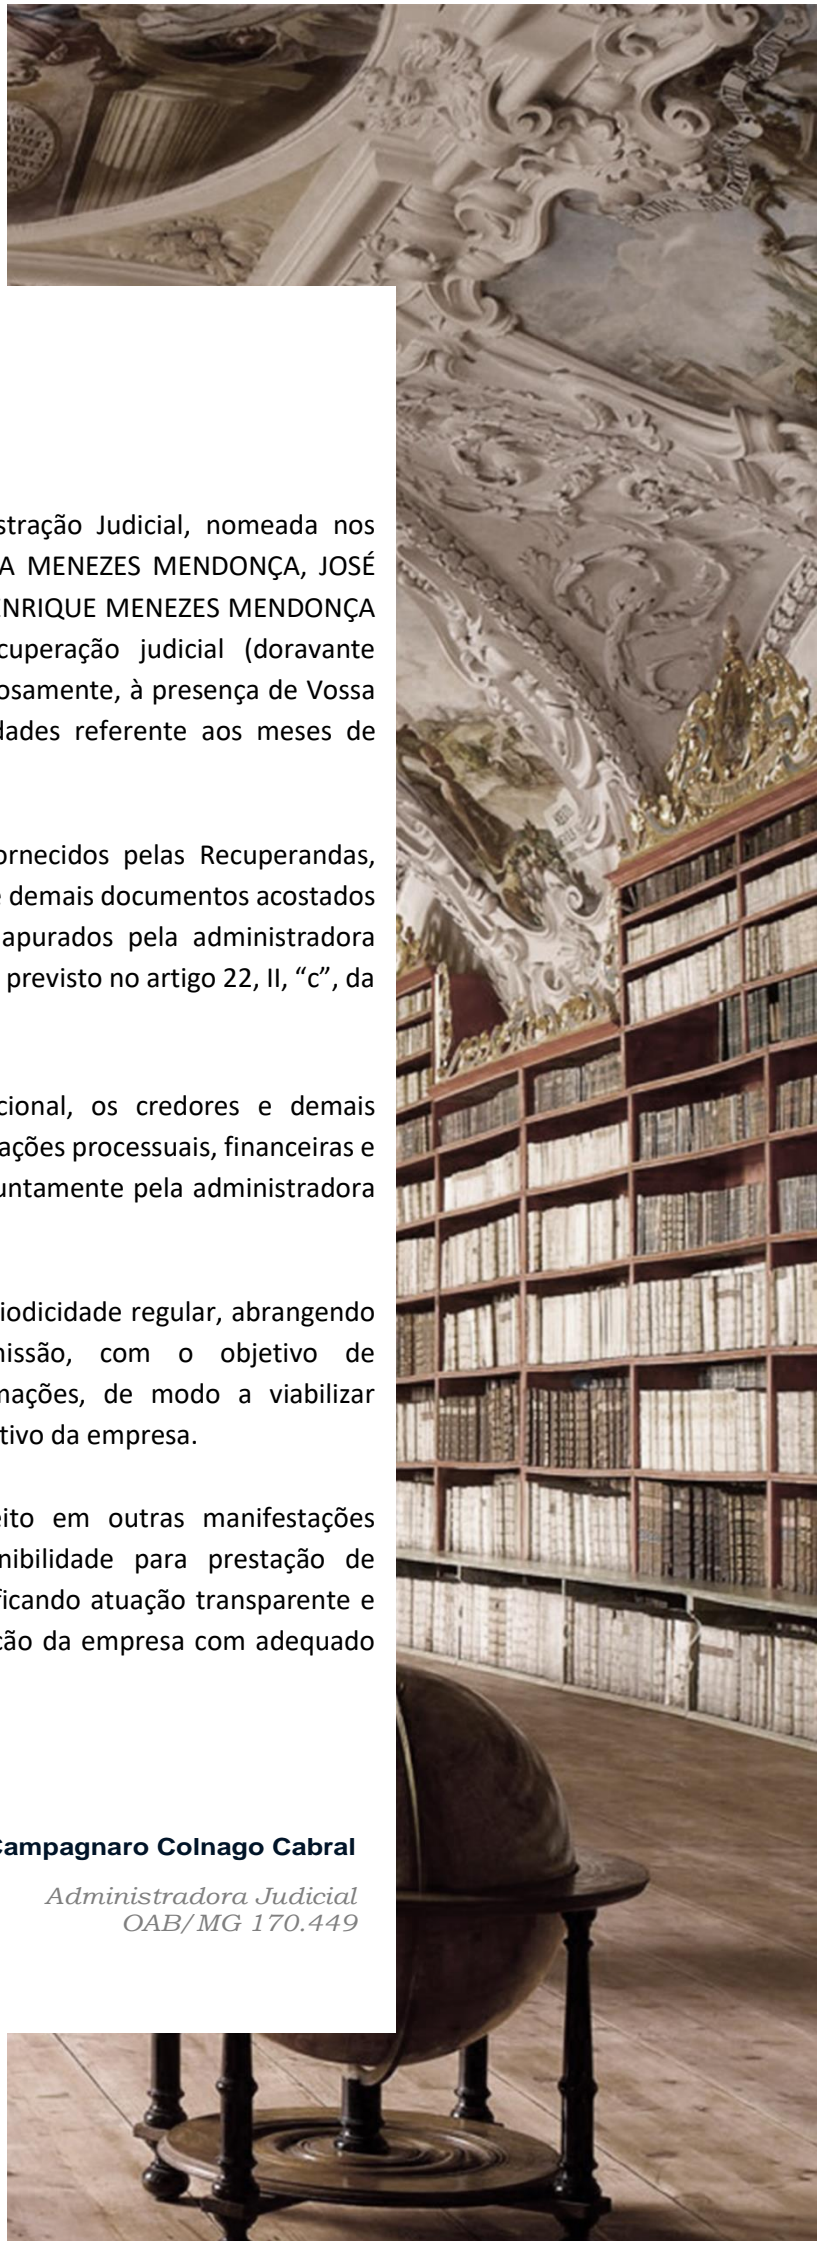 stração Judicial, nomeada nos
A MENEZES MENDONÇA, JOSÉ
ENRIQUE MENEZES MENDONÇA
cuperação judicial (doravante
osamente, à presença de Vossa
dades referente aos meses de
ornecidos pelas Recuperandas,
e demais documentos acostados
apurados pela administradora
previsto no artigo 22, II, “c”, da
cional, os credores e demais
ações processuais, financeiras e
untamente pela administradora
iodicidade regular, abrangendo
nissão, com o objetivo de
mações, de modo a viabilizar
tivo da empresa.
eito em outras manifestações
nibilidade para prestação de
ficando atuação transparente e
ção da empresa com adequado
Campagnaro Colnago Cabral
Administradora Judicial
OAB/MG 170.449